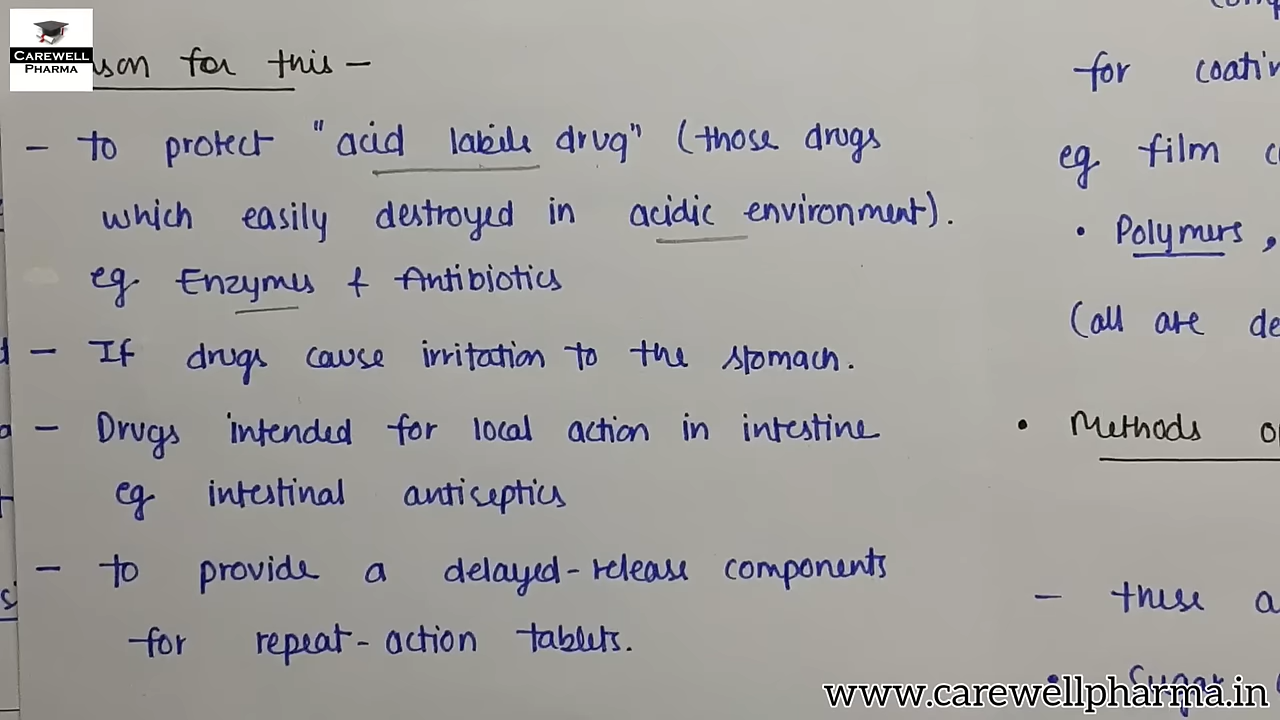 CAREWELL
PHARMA
for this -
- to protect "acid labile drug" (those drugs
which easily destroyed in acidic environment).
eg Enzymes & Antibiotics
- If drugs cause irritation to the stomach.
- Drugs intended for local action in intestine
eg intestinal antiseptics
- to provide a delayed-release components
for repeat-action tablets.
for
eg film
• Polymers,
(all are
• Methods
- these
• Sugar
www.carewellpharma.in